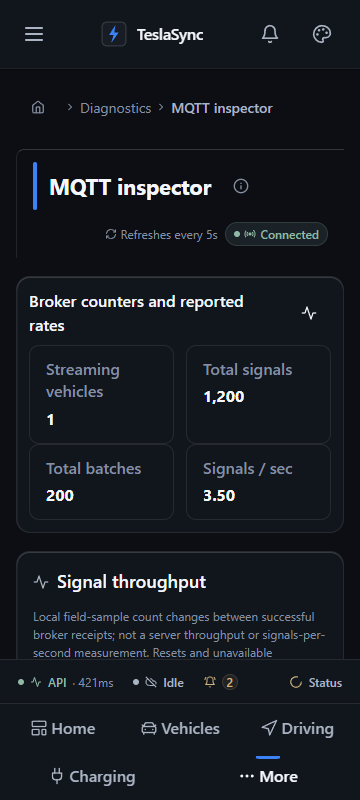 TeslaSync
Diagnostics
MQTT inspector
MQTT inspector
Refreshes every 5s
Connected
Broker counters and reported
rates
Streaming
vehicles
1
Total signals
1,200
Total batches
200
Signals / sec
3.50
Signal throughput
Local field-sample count changes between successful
broker receipts; not a server throughput or signals-per-
second measurement. Resets and unavailable
API · 421ms
Idle
2
Status
Home
Vehicles
Driving
Charging
More